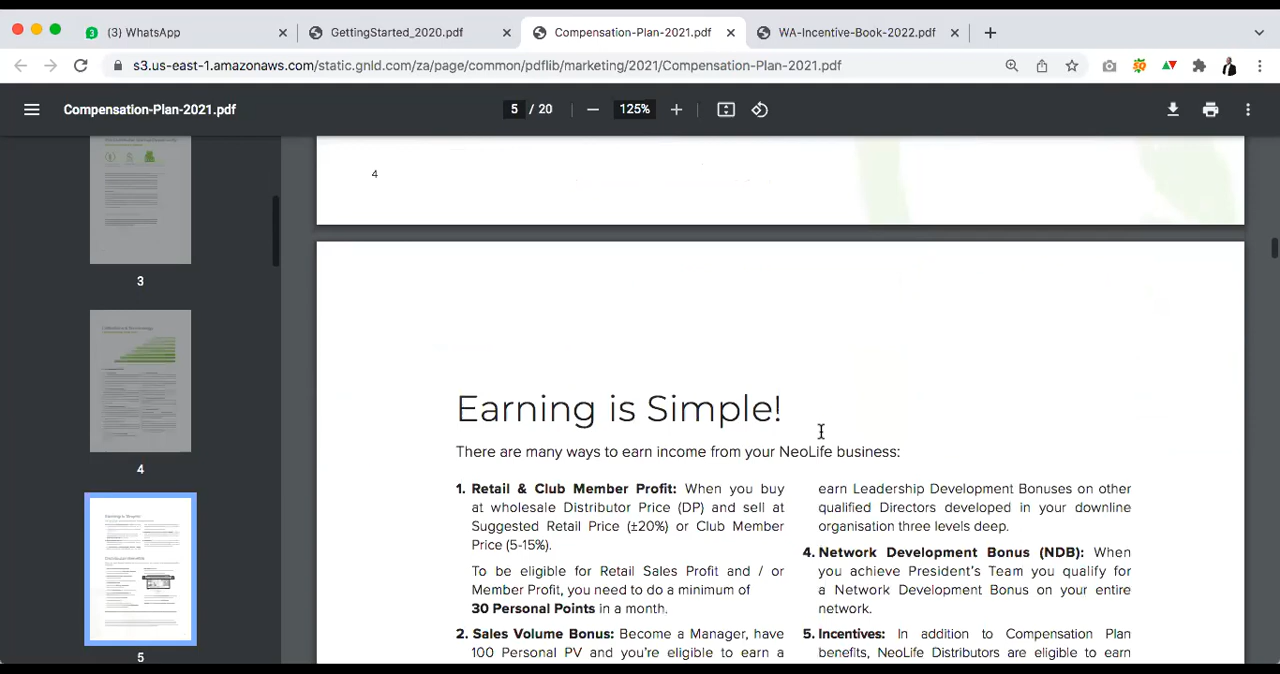 (3) WhatsApp
GettingStarted_2020.pdf
Compensation-Plan-2021.pdf
WA-Incentive-Book-2022.pdf
s3.us-east-1.amazonaws.com/static.gnld.com/za/page/common/pdflib/marketing/2021/Compensation-Plan-2021.pdf
Compensation-Plan-2021.pdf
5 / 20
125%
3
4
5
4
Earning is Simple!
There are many ways to earn income from your NeoLife business:
1. Retail & Club Member Profit: When you buy
at wholesale Distributor Price (DP) and sell at
Suggested Retail Price (±20%) or Club Member
Price (5-15%).
To be eligible for Retail Sales Profit and / or
Member Profit, you need to do a minimum of
30 Personal Points in a month.
2. Sales Volume Bonus: Become a Manager, have
100 Personal PV and you're eligible to earn a
earn Leadership Development Bonuses on other
qualified Directors developed in your downline
organisation three levels deep.
4. Network Development Bonus (NDB): When
you achieve President's Team you qualify for
a Network Development Bonus on your entire
network.
5. Incentives: In addition to Compensation Plan
benefits, NeoLife Distributors are eligible to earn